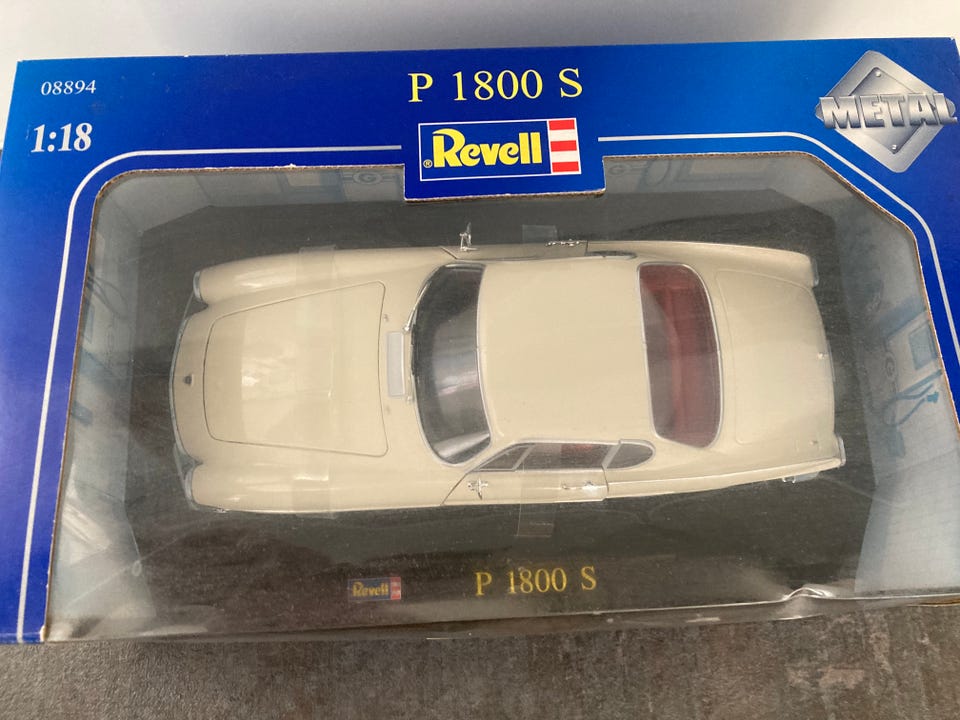 08894
P 1800 S
METAL
1:18
®Revell
Revell
P 1800 S